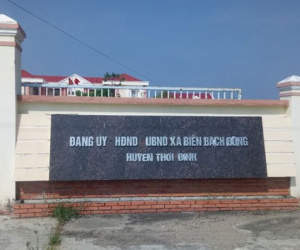 ĐẢNG ỦY HĐND UBND XÃ BIỂN BẠCH ĐÔNG
HUYỆN THỚI BÌNH